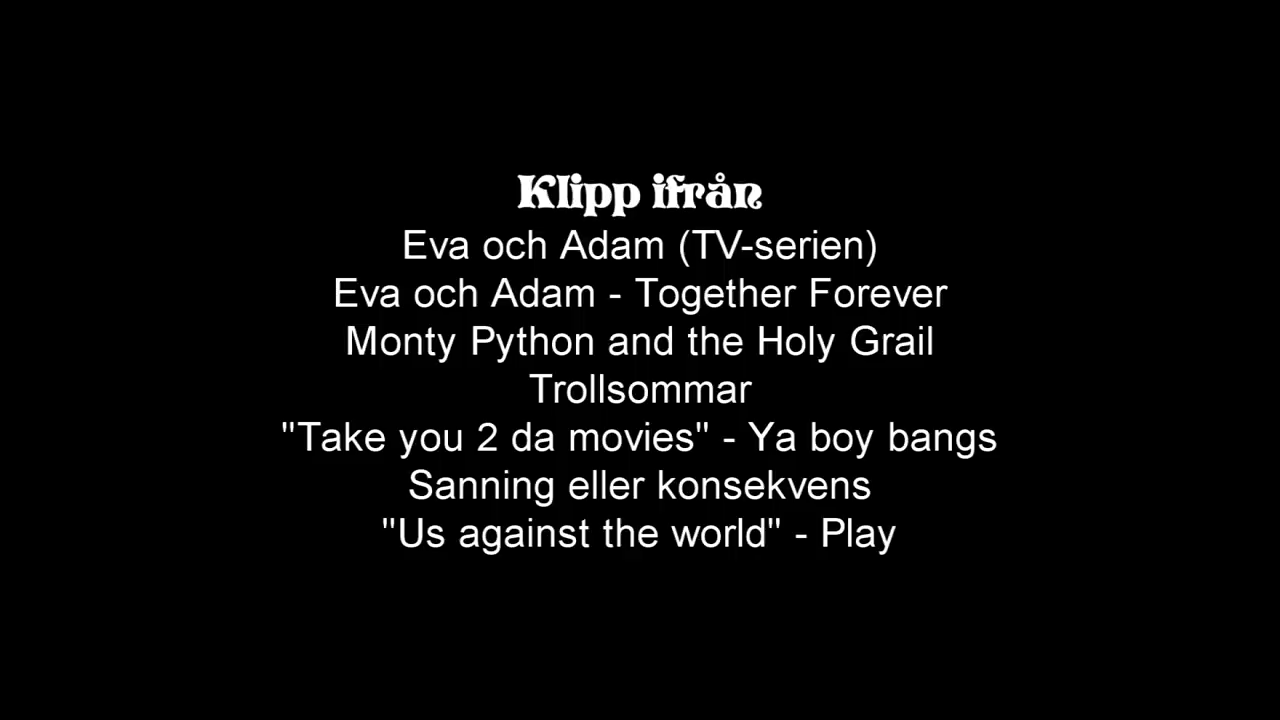 Klipp ifrån
Eva och Adam (TV-serien)
Eva och Adam - Together Forever
Monty Python and the Holy Grail
Trollsommar
"Take you 2 da movies" - Ya boy bangs
Sanning eller konsekvens
"Us against the world" - Play